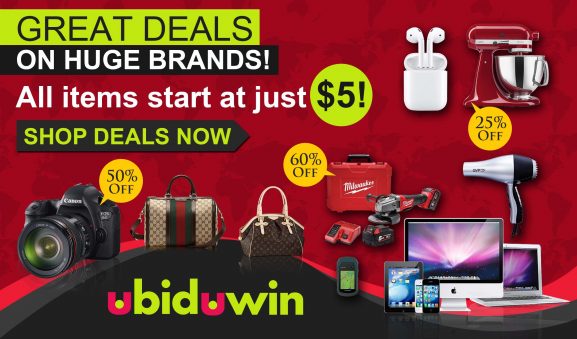 GREAT DEALS
ON HUGE BRANDS!
All items start at just $5!
SHOP DEALS NOW
25%
OFF
50%
OFF
60%
OFF
Canon
Milwaukee
ubiduwin